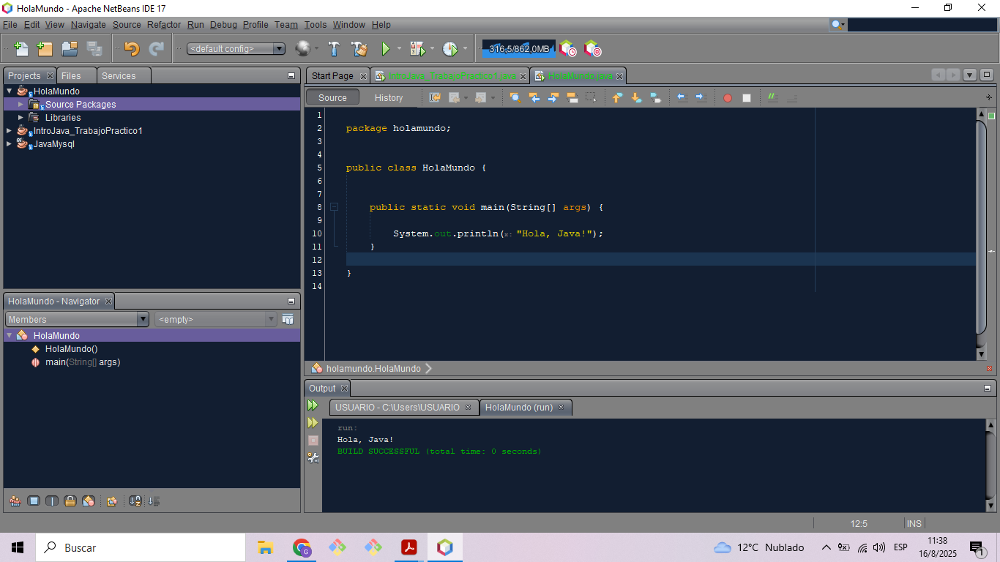 HolaMundo - Apache NetBeans IDE 17
File Edit View Navigate Source Refactor Run Debug Profile Team Tools Window Help
<default config>
316,5/862,0MB
Projects Files Services
HolaMundo
Source Packages
Libraries
IntroJava_TrabajoPractico1
JavaMysql
Start Page IntroJava_TrabajoPractico1.java HolaMundo.java
Source History
1
2 package holamundo;
3
4
5 public class HolaMundo {
6
7
8 public static void main(String[] args) {
9
10 System.out.println(x: "Hola, Java!");
11 }
12
13 }
14
holamundo.HolaMundo
HolaMundo - Navigator
Members <empty>
HolaMundo
HolaMundo()
main(String[] args)
Output
USUARIO - C:\Users\USUARIO HolaMundo (run)
run:
Hola, Java!
BUILD SUCCESSFUL (total time: 0 seconds)
12:5 INS
Buscar
12°C Nublado
ESP
11:38
16/8/2025
1